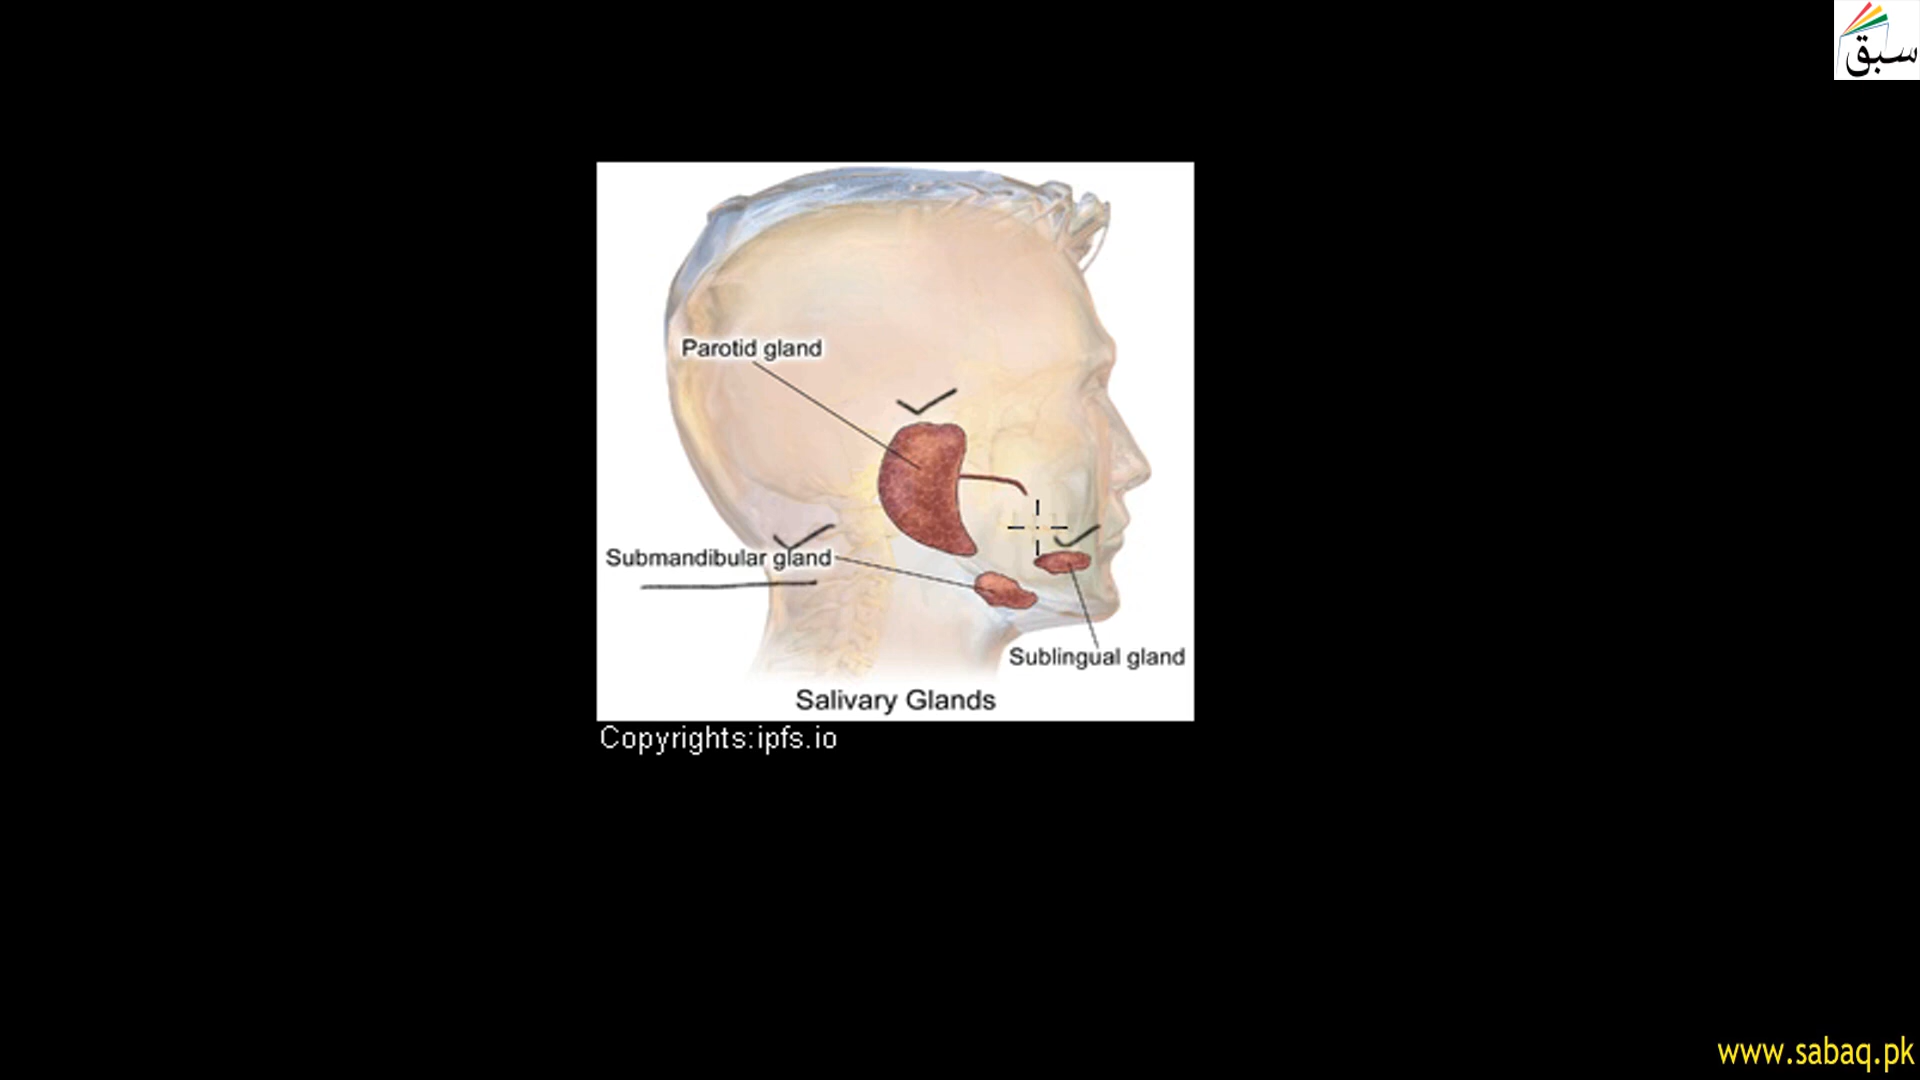 سبق
Parotid gland
Submandibular gland
Sublingual gland
Salivary Glands
Copyrights:ipfs.io
www.sabaq.pk